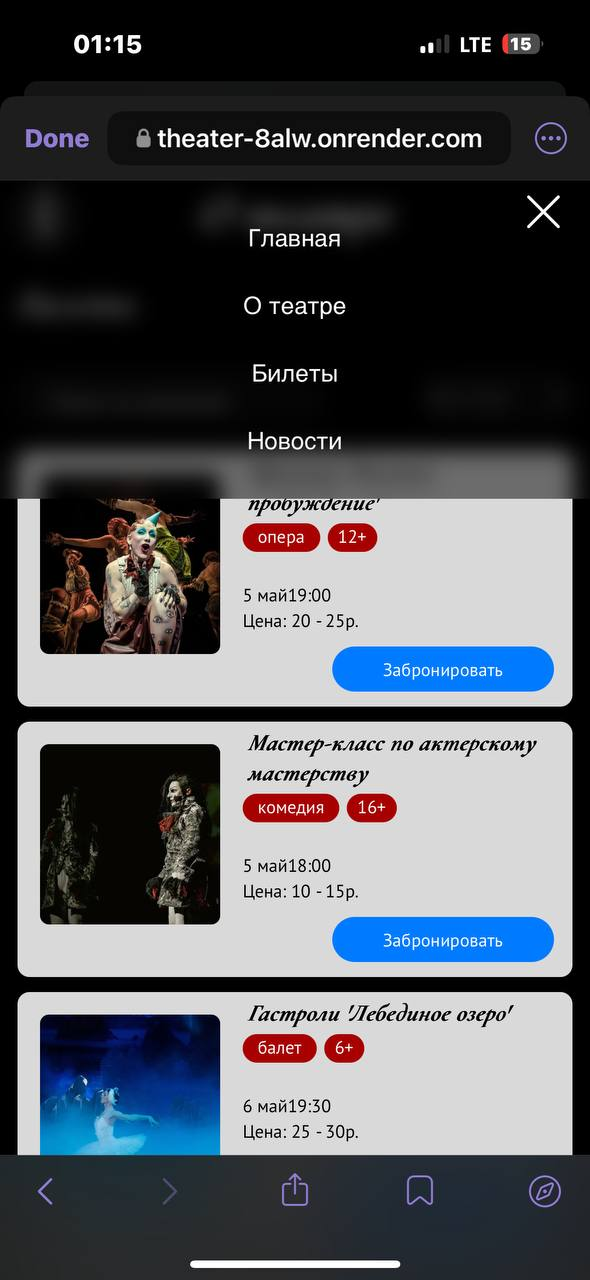 01:15
LTE
15
Done
theater-8alw.onrender.com
Главная
О театре
Билеты
Новости
пробуждение'
опера
12+
5 май19:00
Цена: 20 - 25р.
Забронировать
Мастер-класс по актерскому
мастерству
комедия
16+
5 май18:00
Цена: 10 - 15р.
Забронировать
Гастроли 'Лебединое озеро'
балет
6+
6 май19:30
Цена: 25 - 30р.